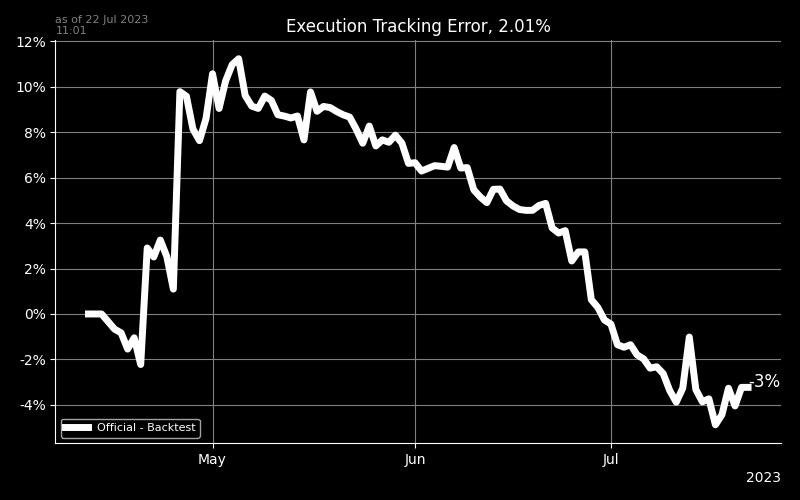 as of 22 Jul 2023
11:01
Execution Tracking Error, 2.01%
12%
10%
8%
6%
4%
2%
0%
-2%
-4%
-3%
Official - Backtest
May
Jun
Jul
2023